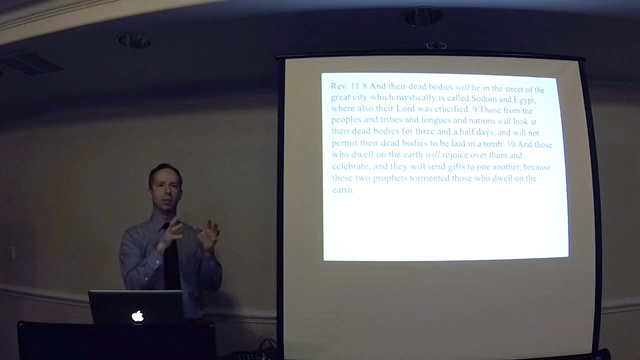 Rev. 11:8 And their dead bodies will lie in the street of the
great city which mystically is called Sodom and Egypt,
where also their Lord was crucified. 9 Those from the
peoples and tribes and tongues and nations will look at
their dead bodies for three and a half days, and will not
permit their dead bodies to be laid in a tomb. 10 And those
who dwell on the earth will rejoice over them and
celebrate; and they will send gifts to one another, because
these two prophets tormented those who dwell on the
earth.